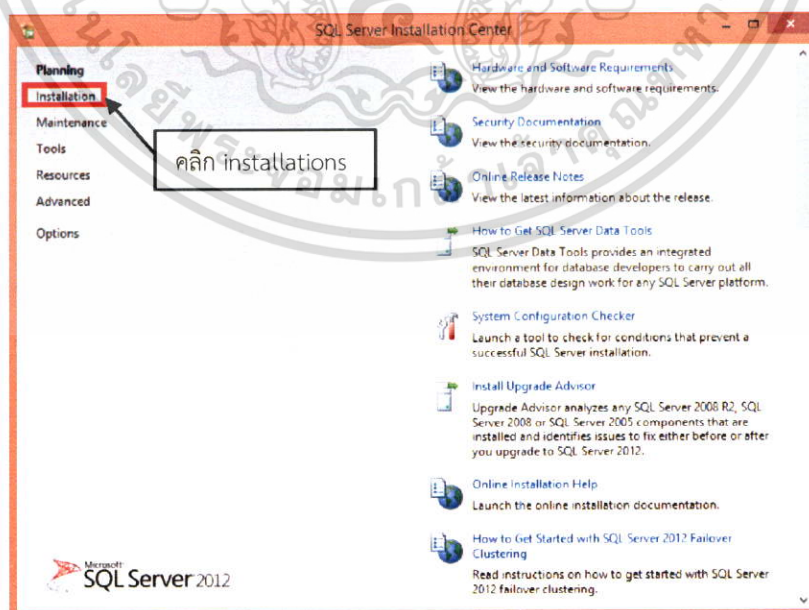 SQL Server Installation Center
Planning
Installation
Maintenance
Tools
Resources
Advanced
Options
คลิก installations
Hardware and Software Requirements
View the hardware and software requirements.
Security Documentation
View the security documentation.
Online Release Notes
View the latest information about the release.
How to Get SQL Server Data Tools
SQL Server Data Tools provides an integrated
environment for database developers to carry out all
their database design work for any SQL Server platform.
System Configuration Checker
Launch a tool to check for conditions that prevent a
successful SQL Server installation.
Install Upgrade Advisor
Upgrade Advisor analyzes any SQL Server 2008 R2, SQL
Server 2008 or SQL Server 2005 components that are
installed and identifies issues to fix either before or after
you upgrade to SQL Server 2012.
Online Installation Help
Launch the online installation documentation.
How to Get Started with SQL Server 2012 Failover
Clustering
Read instructions on how to get started with SQL Server
2012 failover clustering.
Microsoft
SQL Server 2012